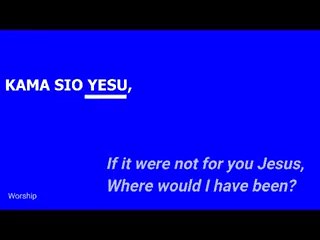 KAMA SIO YESU,
If it were not for you Jesus,
Where would I have been?
Worship